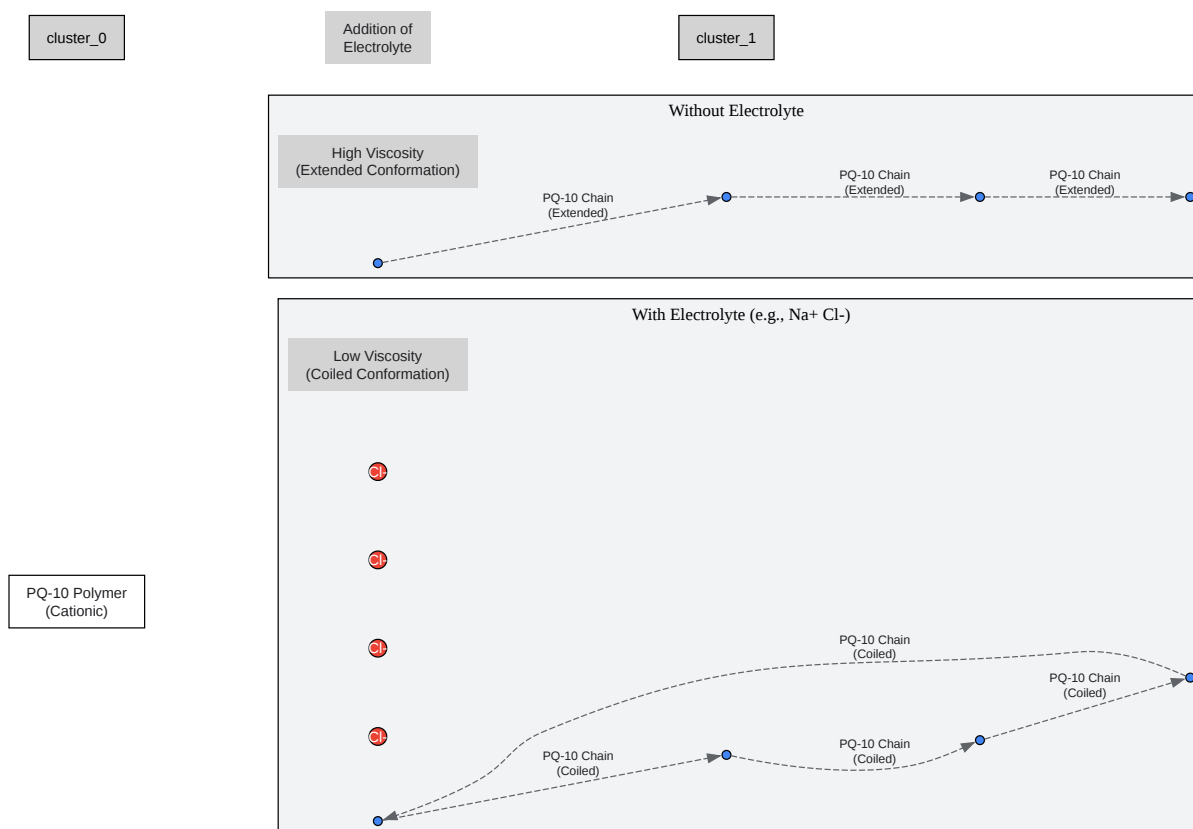 cluster_0
Addition of
Electrolyte
cluster_1
Without Electrolyte
High Viscosity
(Extended Conformation)
PQ-10 Chain
(Extended)
PQ-10 Chain
(Extended)
PQ-10 Chain
(Extended)
With Electrolyte (e.g., Na+ Cl-)
Low Viscosity
(Coiled Conformation)
Cl-
Cl-
PQ-10 Polymer
(Cationic)
Cl-
PQ-10 Chain
(Coiled)
PQ-10 Chain
(Coiled)
Cl-
PQ-10 Chain
(Coiled)
PQ-10 Chain
(Coiled)